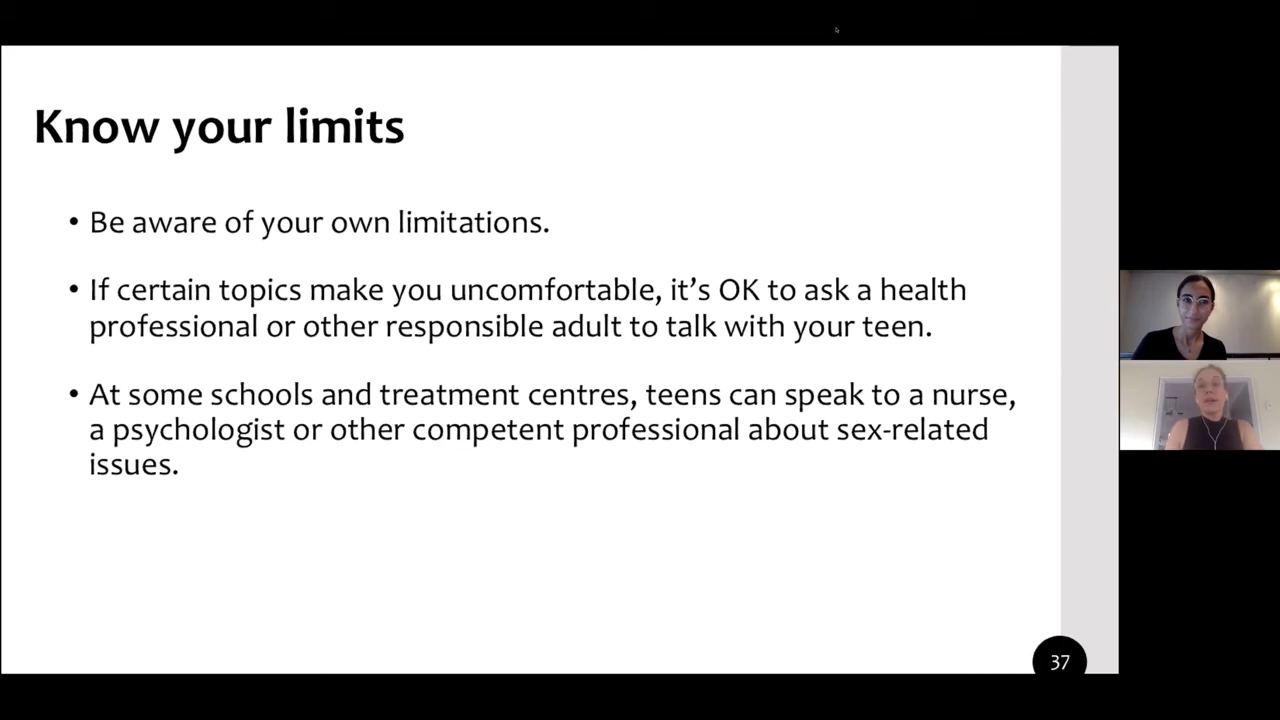 Know your limits
• Be aware of your own limitations.
• If certain topics make you uncomfortable, it’s OK to ask a health
professional or other responsible adult to talk with your teen.
• At some schools and treatment centres, teens can speak to a nurse,
a psychologist or other competent professional about sex-related
issues.
37